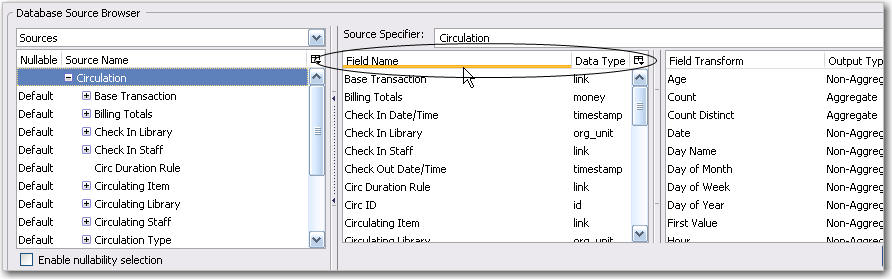 Database Source Browser
Sources
Source Specifier: Circulation
Nullable Source Name
Circulation
Default Base Transaction
Default Billing Totals
Default Check In Date/Time
Default Check In Library
Default Check In Staff
Default Circ Duration Rule
Default Circulating Item
Default Circulating Library
Default Circulating Staff
Default Circulation Type
Enable nullability selection
Field Name Data Type
Base Transaction link
Billing Totals money
Check In Date/Time timestamp
Check In Library org_unit
Check In Staff link
Check Out Date/Time timestamp
Circ Duration Rule link
Circ ID id
Circulating Item link
Circulating Library org_unit
Field Transform Output Typ
Age Non-Aggreg
Count Aggregate
Count Distinct Aggregate
Date Non-Aggreg
Day Name Non-Aggreg
Day of Month Non-Aggreg
Day of Week Non-Aggreg
Day of Year Non-Aggreg
First Value Non-Aggreg
Hour Non-Aggreg